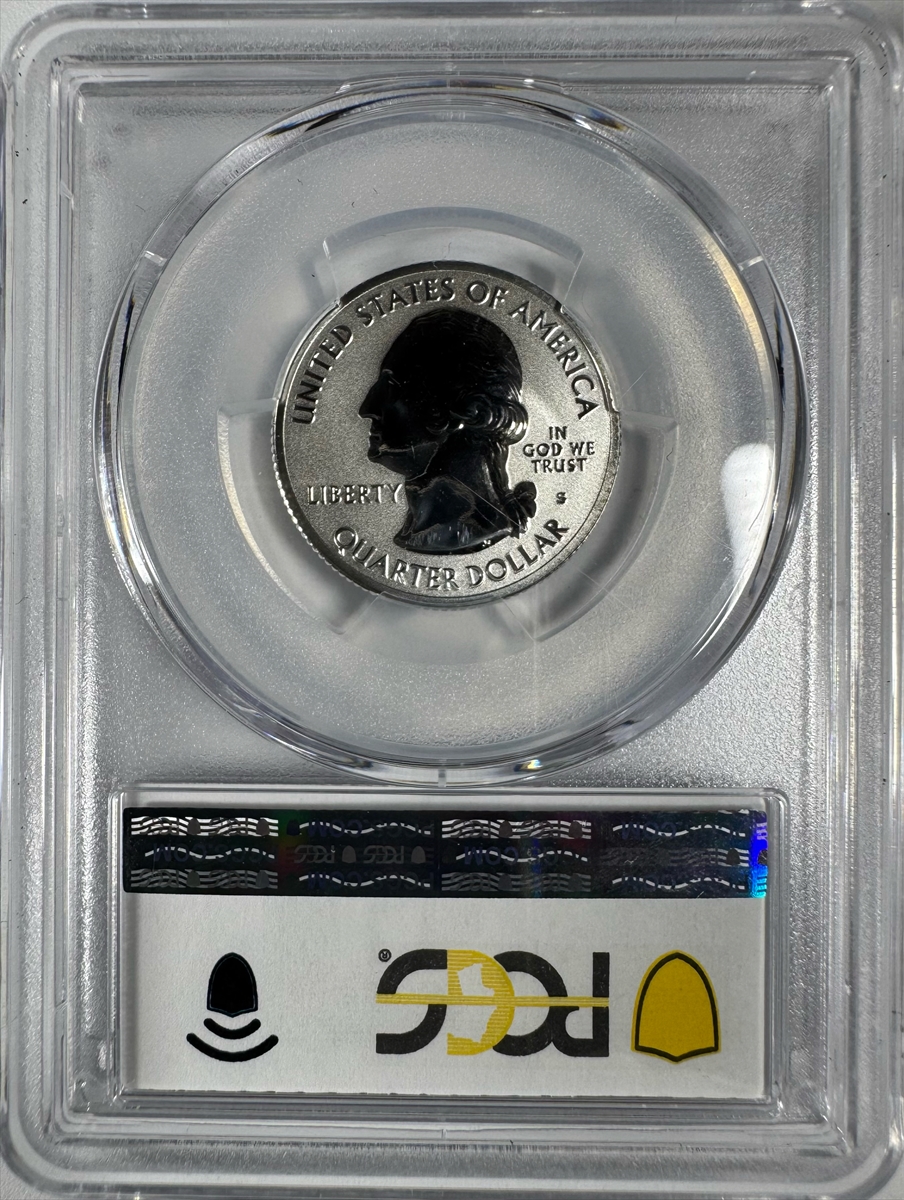 UNITED STATES OF AMERICA
IN
GOD WE
TRUST
LIBERTY
S
QUARTER DOLLAR
PCGS
®